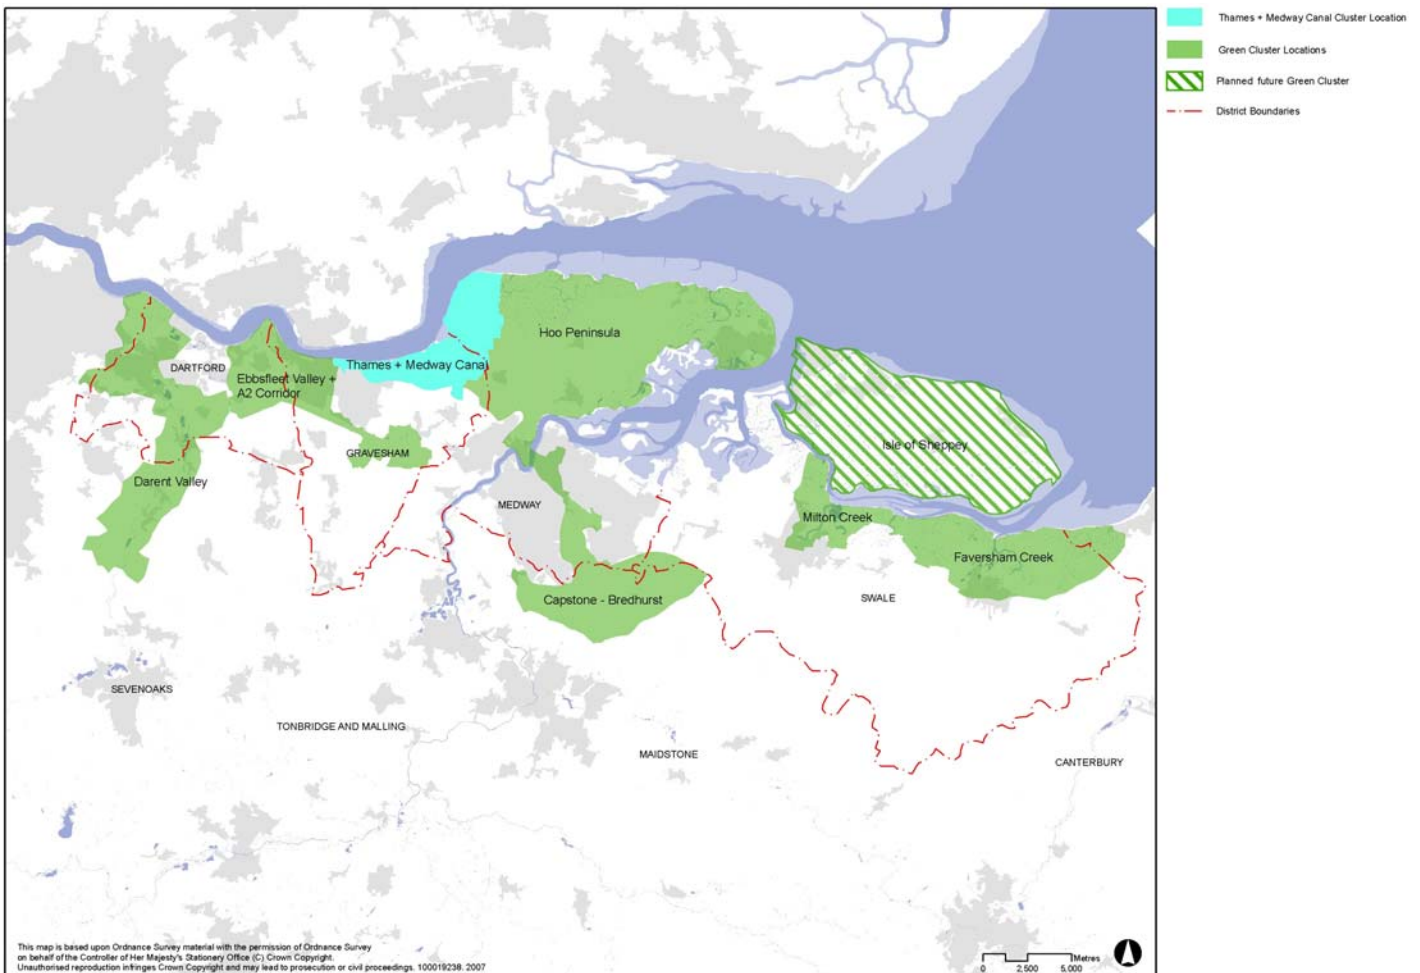 Thames + Medway Canal Cluster Location
Green Cluster Locations
Planned future Green Cluster
District Boundaries
Hoo Peninsula
DARTFORD
Thames + Medway Canal
Ebbsfleet Valley +
A2 Corridor
Isle of Sheppey
GRAVESHAM
Darent Valley
MEDWAY
Milton Creek
Faversham Creek
Capstone - Bredhurst
SWALE
SEVENOAKS
TONBRIDGE AND MALLING
MAIDSTONE
CANTERBURY
This map is based upon Ordnance Survey material with the permission of Ordnance Survey
on behalf of the Controller of Her Majesty's Stationery Office (C) Crown Copyright.
Unauthorised reproduction infringes Crown Copyright and may lead to prosecution or civil proceedings. 100019238. 2007
Metres
0 2,500 5,000